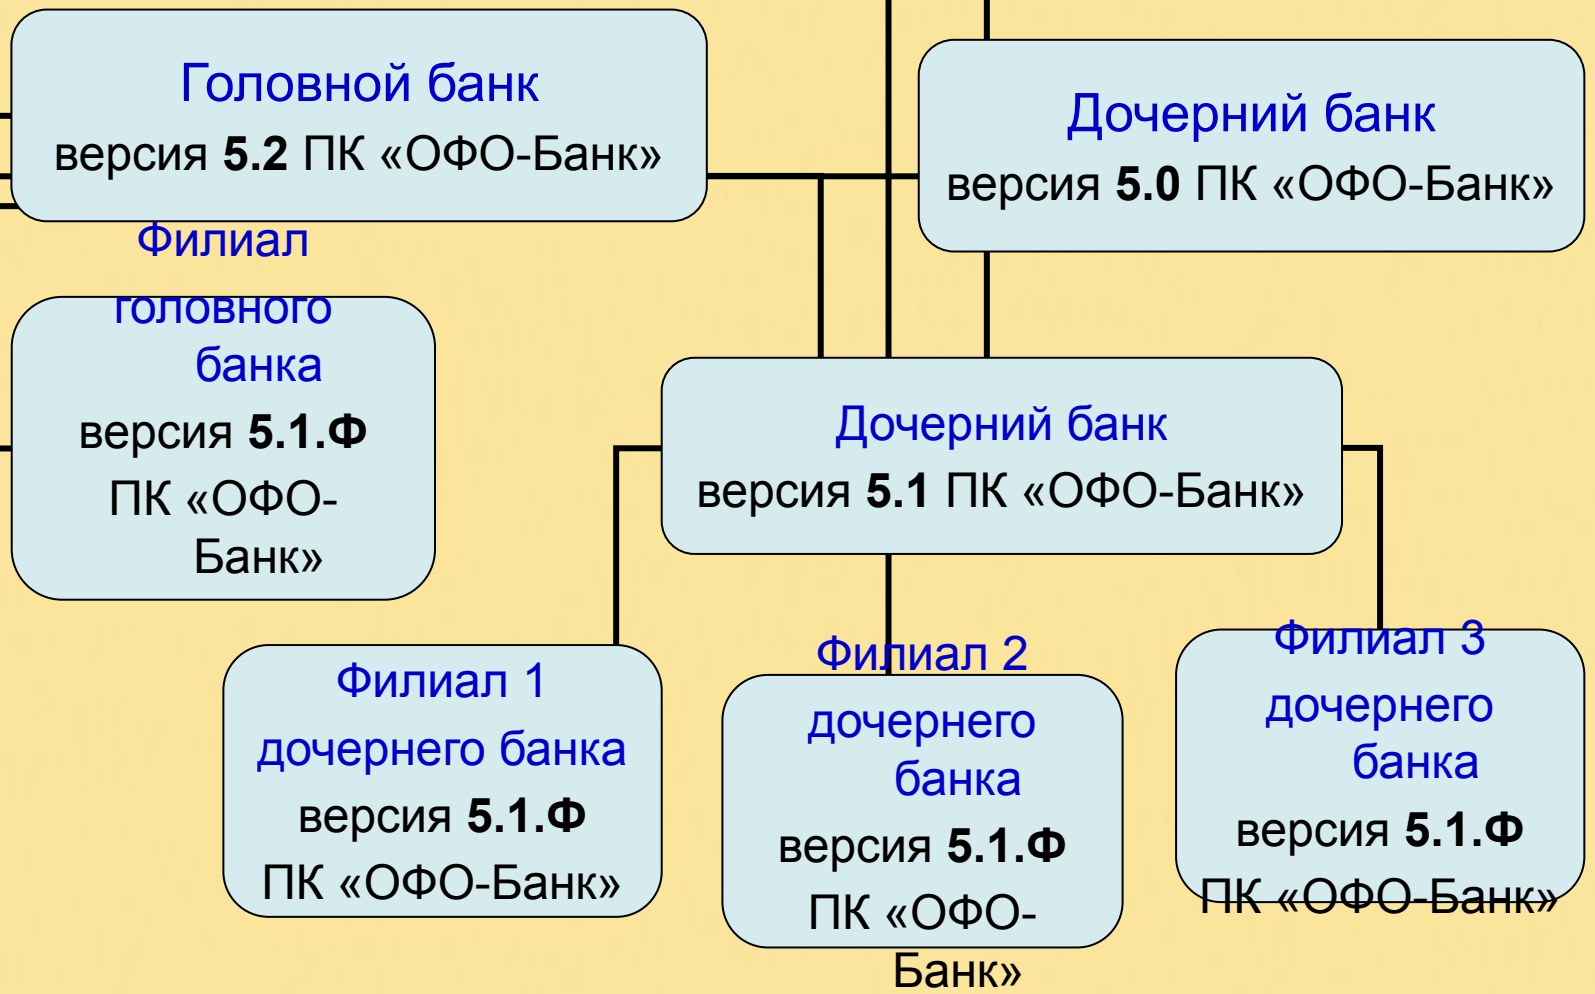 Головной банк
версия 5.2 ПК «ОФО-Банк»
Дочерний банк
версия 5.0 ПК «ОФО-Банк»
Филиал
головного
банка
версия 5.1.Ф
ПК «ОФО-
Банк»
Дочерний банк
версия 5.1 ПК «ОФО-Банк»
Филиал 1
дочернего банка
версия 5.1.Ф
ПК «ОФО-Банк»
Филиал 2
дочернего
банка
версия 5.1.Ф
ПК «ОФО-
Банк»
Филиал 3
дочернего
банка
версия 5.1.Ф
ПК «ОФО-Банк»